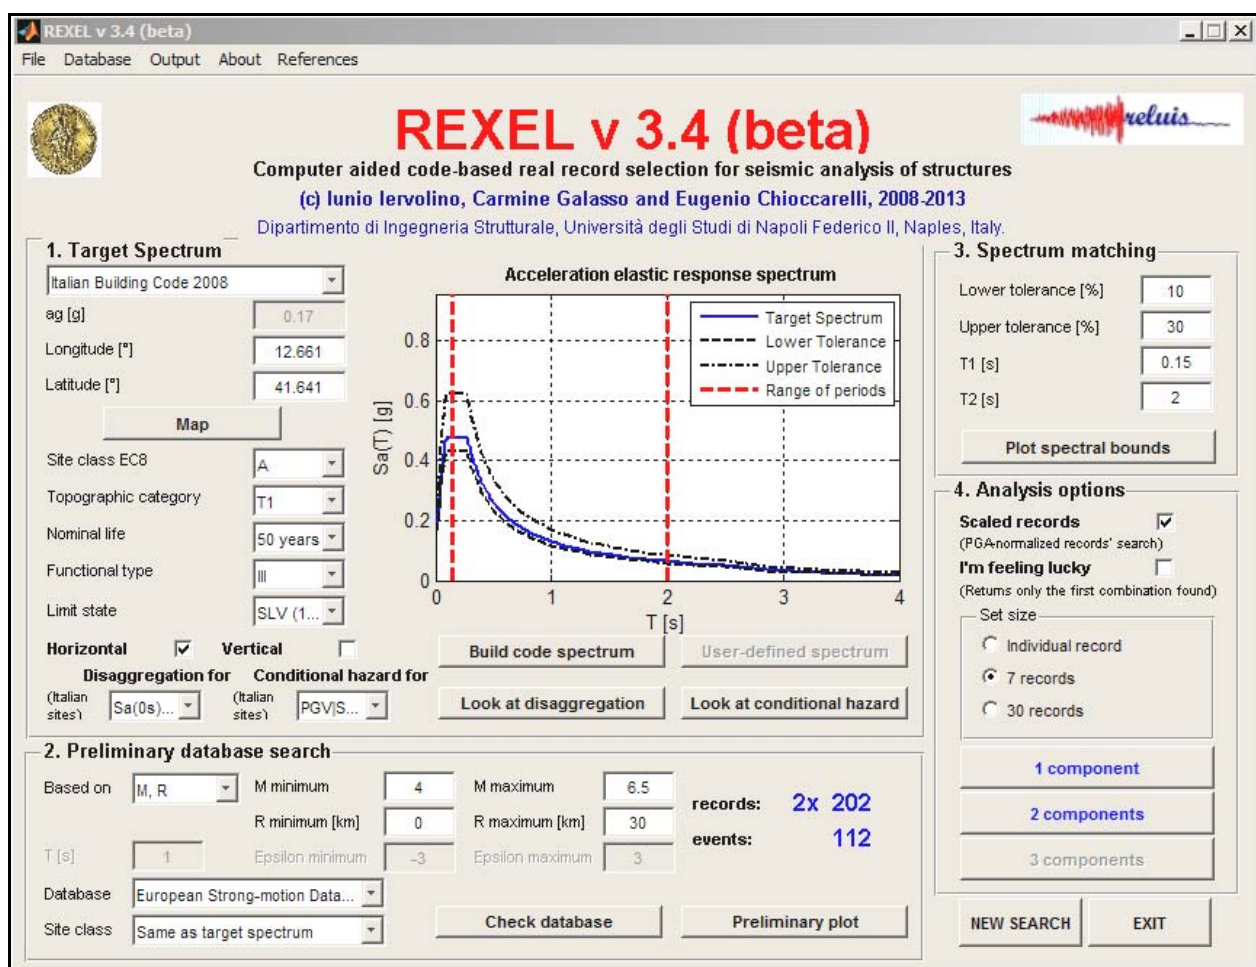 REXEL v 3.4 (beta)
File Database Output About References
REXEL v 3.4 (beta)
reluis
Computer aided code-based real record selection for seismic analysis of structures
(c) Iunio Iervolino, Carmine Galasso and Eugenio Chioccarelli, 2008-2013
Dipartimento di Ingegneria Strutturale, Università degli Studi di Napoli Federico II, Naples, Italy.
1. Target Spectrum
Italian Building Code 2008
ag [g] 0.17
Longitude [°] 12.661
Latitude [°] 41.641
Map
Site class EC8 A
Topographic category T1
Nominal life 50 years
Functional type III
Limit state SLV (1...
Horizontal Vertical
Disaggregation for Conditional hazard for
(Italian sites) Sa(0s)... (Italian sites) PGV|S...
Acceleration elastic response spectrum
Target Spectrum
Lower Tolerance
Upper Tolerance
Range of periods
Sa(T) [g]
0.8
0.6
0.4
0.2
0
0 1 2 3 4
T [s]
Build code spectrum User-defined spectrum
Look at disaggregation Look at conditional hazard
2. Preliminary database search
Based on M, R M minimum 4 M maximum 6.5
R minimum [km] 0 R maximum [km] 30
records: 2x 202
events: 112
T [s] 1 Epsilon minimum -3 Epsilon maximum 3
Database European Strong-motion Data...
Site class Same as target spectrum
Check database Preliminary plot
3. Spectrum matching
Lower tolerance [%] 10
Upper tolerance [%] 30
T1 [s] 0.15
T2 [s] 2
Plot spectral bounds
4. Analysis options
Scaled records
(PGA-normalized records' search)
I'm feeling lucky
(Returns only the first combination found)
Set size
Individual record
7 records
30 records
1 component
2 components
3 components
NEW SEARCH EXIT